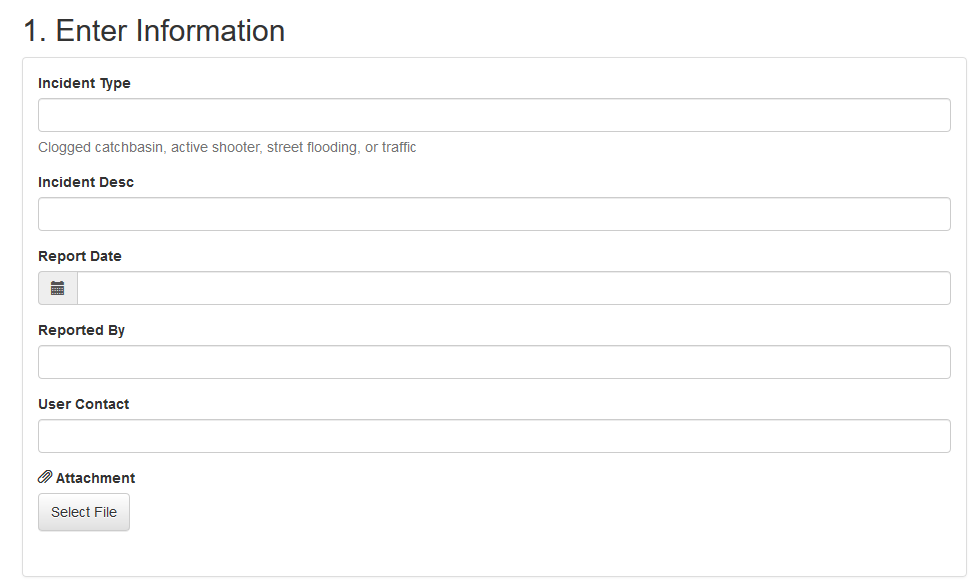 1. Enter Information
Incident Type
Clogged catchbasin, active shooter, street flooding, or traffic
Incident Desc
Report Date
Reported By
User Contact
Attachment
Select File